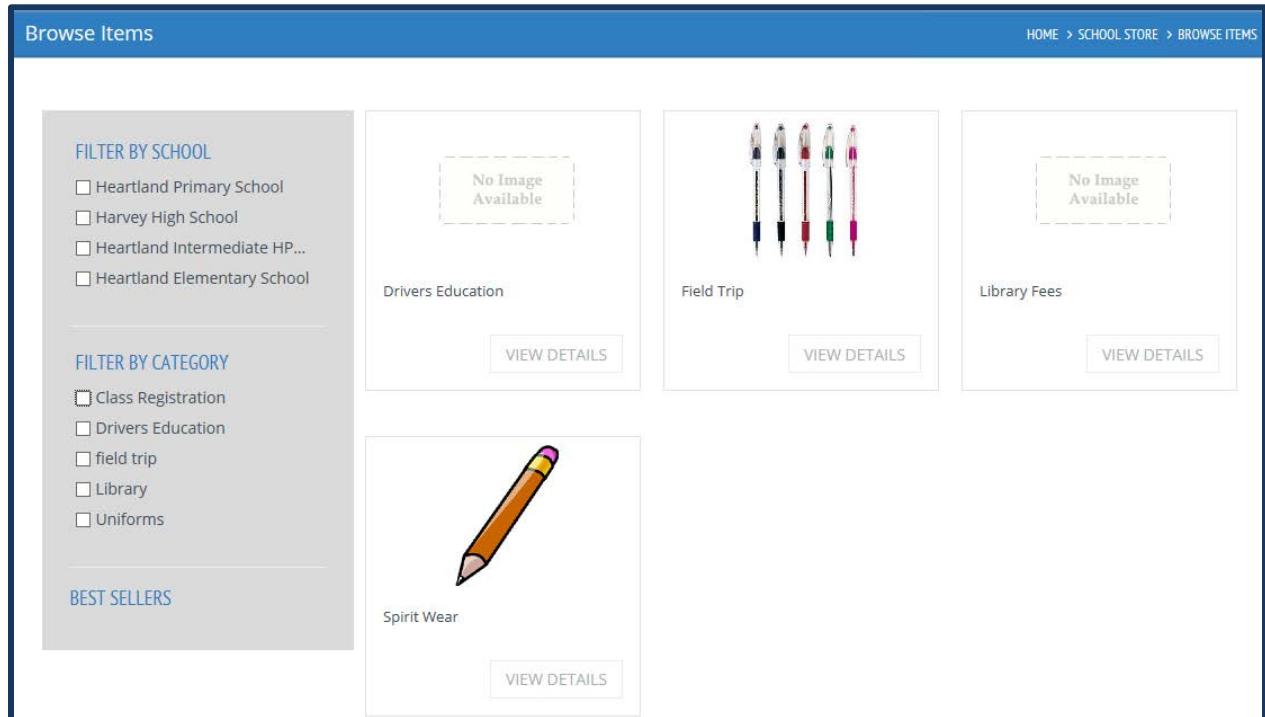 Browse Items
HOME > SCHOOL STORE > BROWSE ITEMS
FILTER BY SCHOOL
Heartland Primary School
Harvey High School
Heartland Intermediate HP...
Heartland Elementary School
FILTER BY CATEGORY
Class Registration
Drivers Education
field trip
Library
Uniforms
BEST SELLERS
No Image
Available
Drivers Education
VIEW DETAILS
Field Trip
VIEW DETAILS
No Image
Available
Library Fees
VIEW DETAILS
Spirit Wear
VIEW DETAILS